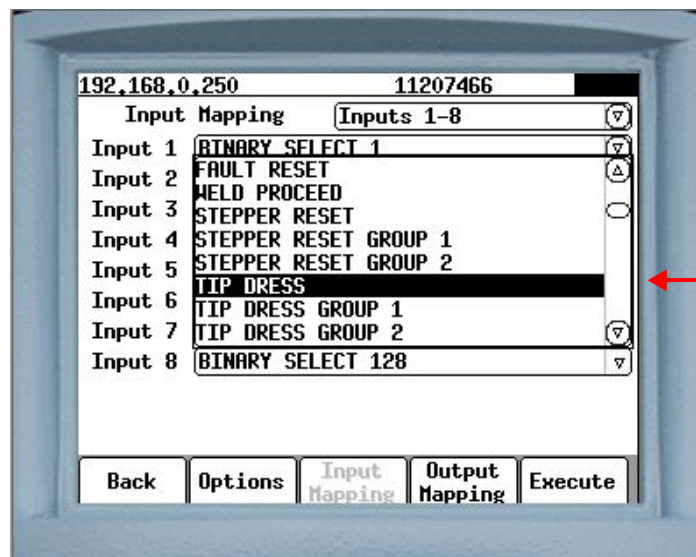 192.168.0.250 11207466
Input Mapping Inputs 1-8
Input 1 BINARY SELECT 1
Input 2 FAULT RESET
WELD PROCEED
Input 3 STEPPER RESET
Input 4 STEPPER RESET GROUP 1
Input 5 STEPPER RESET GROUP 2
TIP DRESS
Input 6 TIP DRESS GROUP 1
Input 7 TIP DRESS GROUP 2
Input 8 BINARY SELECT 128
Back Options Input Mapping Output Mapping Execute